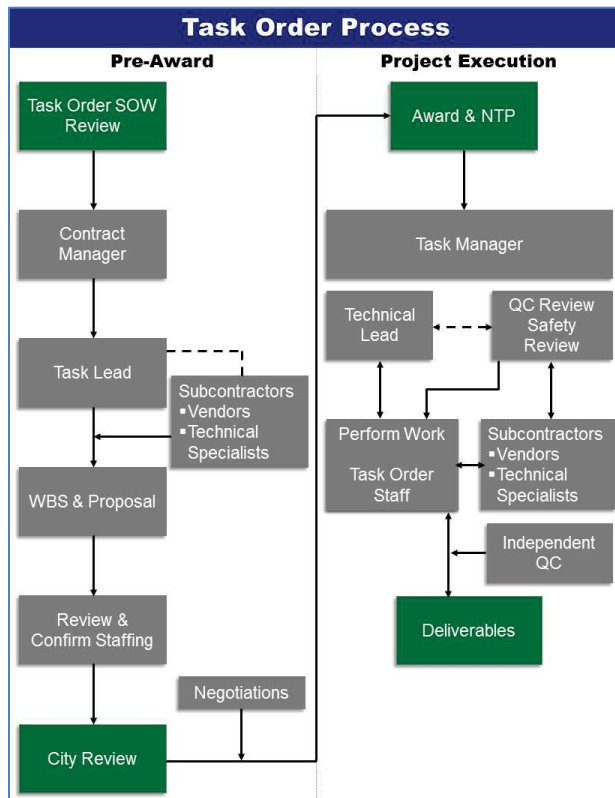 Task Order Process
Pre-Award
Task Order SOW
Review
Contract
Manager
Task Lead
Subcontractors
▪Vendors
▪Technical
Specialists
WBS & Proposal
Review &
Confirm Staffing
Negotiations
City Review
Project Execution
Award & NTP
Task Manager
Technical
Lead
QC Review
Safety
Review
Perform Work
Task Order
Staff
Subcontractors
▪Vendors
▪Technical
Specialists
Independent
QC
Deliverables